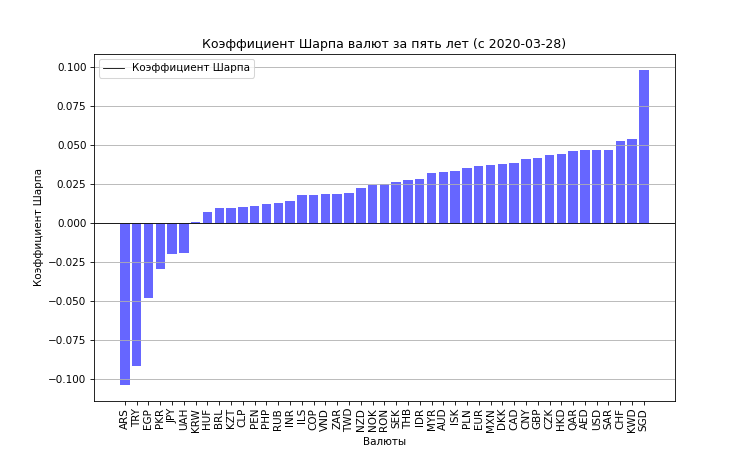 Коэффициент Шарпа валют за пять лет (с 2020-03-28)
Коэффициент Шарпа
0.100
0.075
0.050
0.025
0.000
−0.025
−0.050
−0.075
−0.100
Коэффициент Шарпа
ARS
TRY
EGP
PKR
JPY
UAH
KRW
HUF
BRL
KZT
CLP
PEN
PHP
RUB
INR
ILS
COP
VND
ZAR
TWD
NZD
NOK
RON
SEK
THB
IDR
MYR
AUD
ISK
PLN
EUR
MXN
DKK
CAD
CNY
GBP
CZK
HKD
QAR
AED
USD
SAR
CHF
KWD
SGD
Валюты